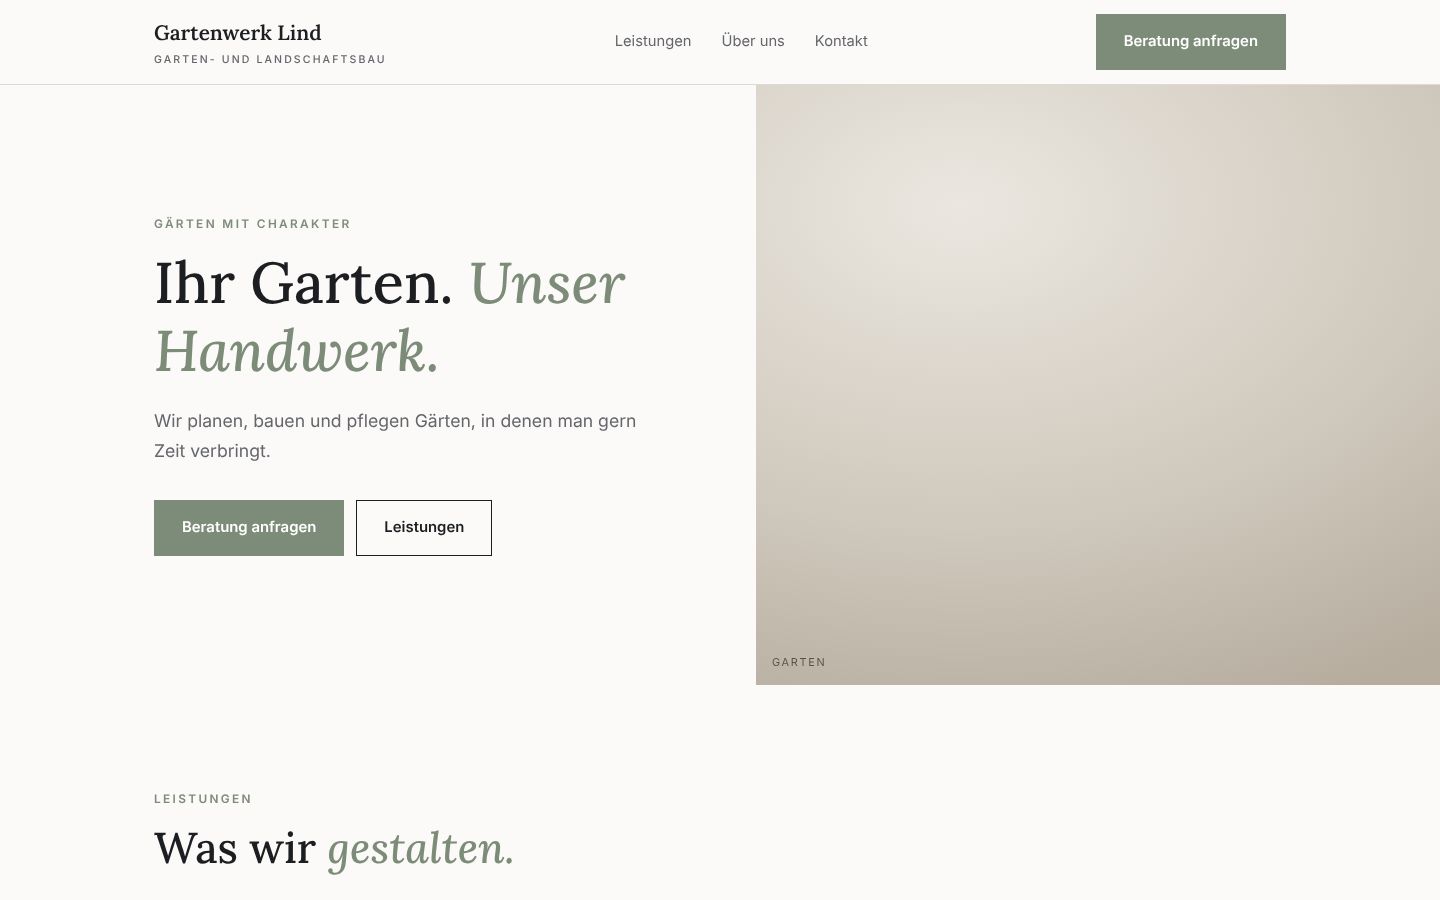 Gartenwerk Lind
GARTEN- UND LANDSCHAFTSBAU
Leistungen
Über uns
Kontakt
Beratung anfragen
GÄRTEN MIT CHARAKTER
Ihr Garten. Unser
Handwerk.
Wir planen, bauen und pflegen Gärten, in denen man gern
Zeit verbringt.
Beratung anfragen
Leistungen
GARTEN
LEISTUNGEN
Was wir gestalten.